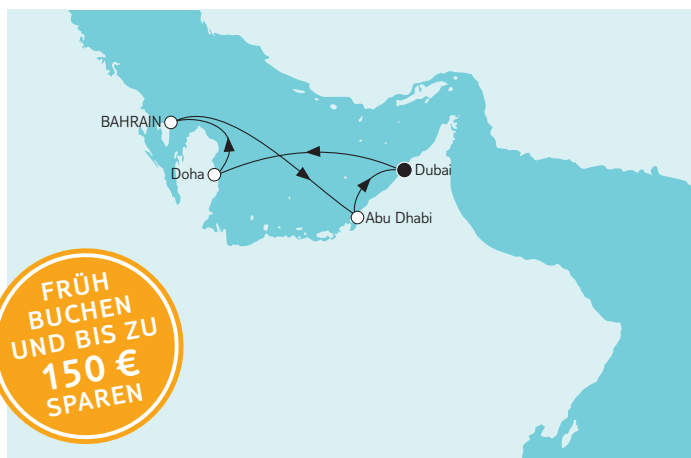 BAHRAIN
Doha
Dubai
Abu Dhabi
FRÜH
BUCHEN
UND BIS ZU
150 €
SPAREN